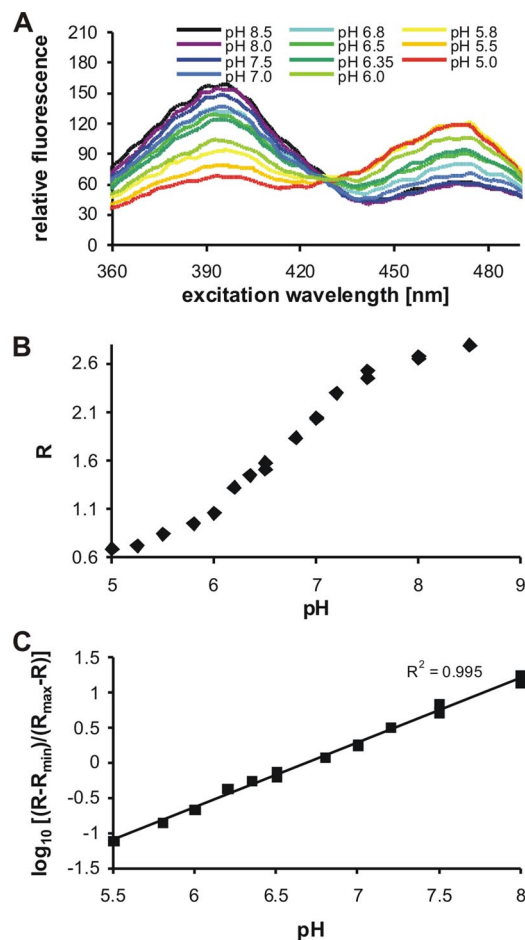 A
pH 8.5
pH 8.0
pH 7.5
pH 7.0
pH 6.8
pH 6.5
pH 6.35
pH 6.0
pH 5.8
pH 5.5
pH 5.0
relative fluorescence
210
180
150
120
90
60
30
0
360
390
420
450
480
excitation wavelength [nm]
B
R
2.6
2.1
1.6
1.1
0.6
5
6
7
8
9
pH
C
log10 [(R-Rmin)/(Rmax-R)]
R2 = 0.995
1.5
1
0.5
0
-0.5
-1
-1.5
5.5
6
6.5
7
7.5
8
pH